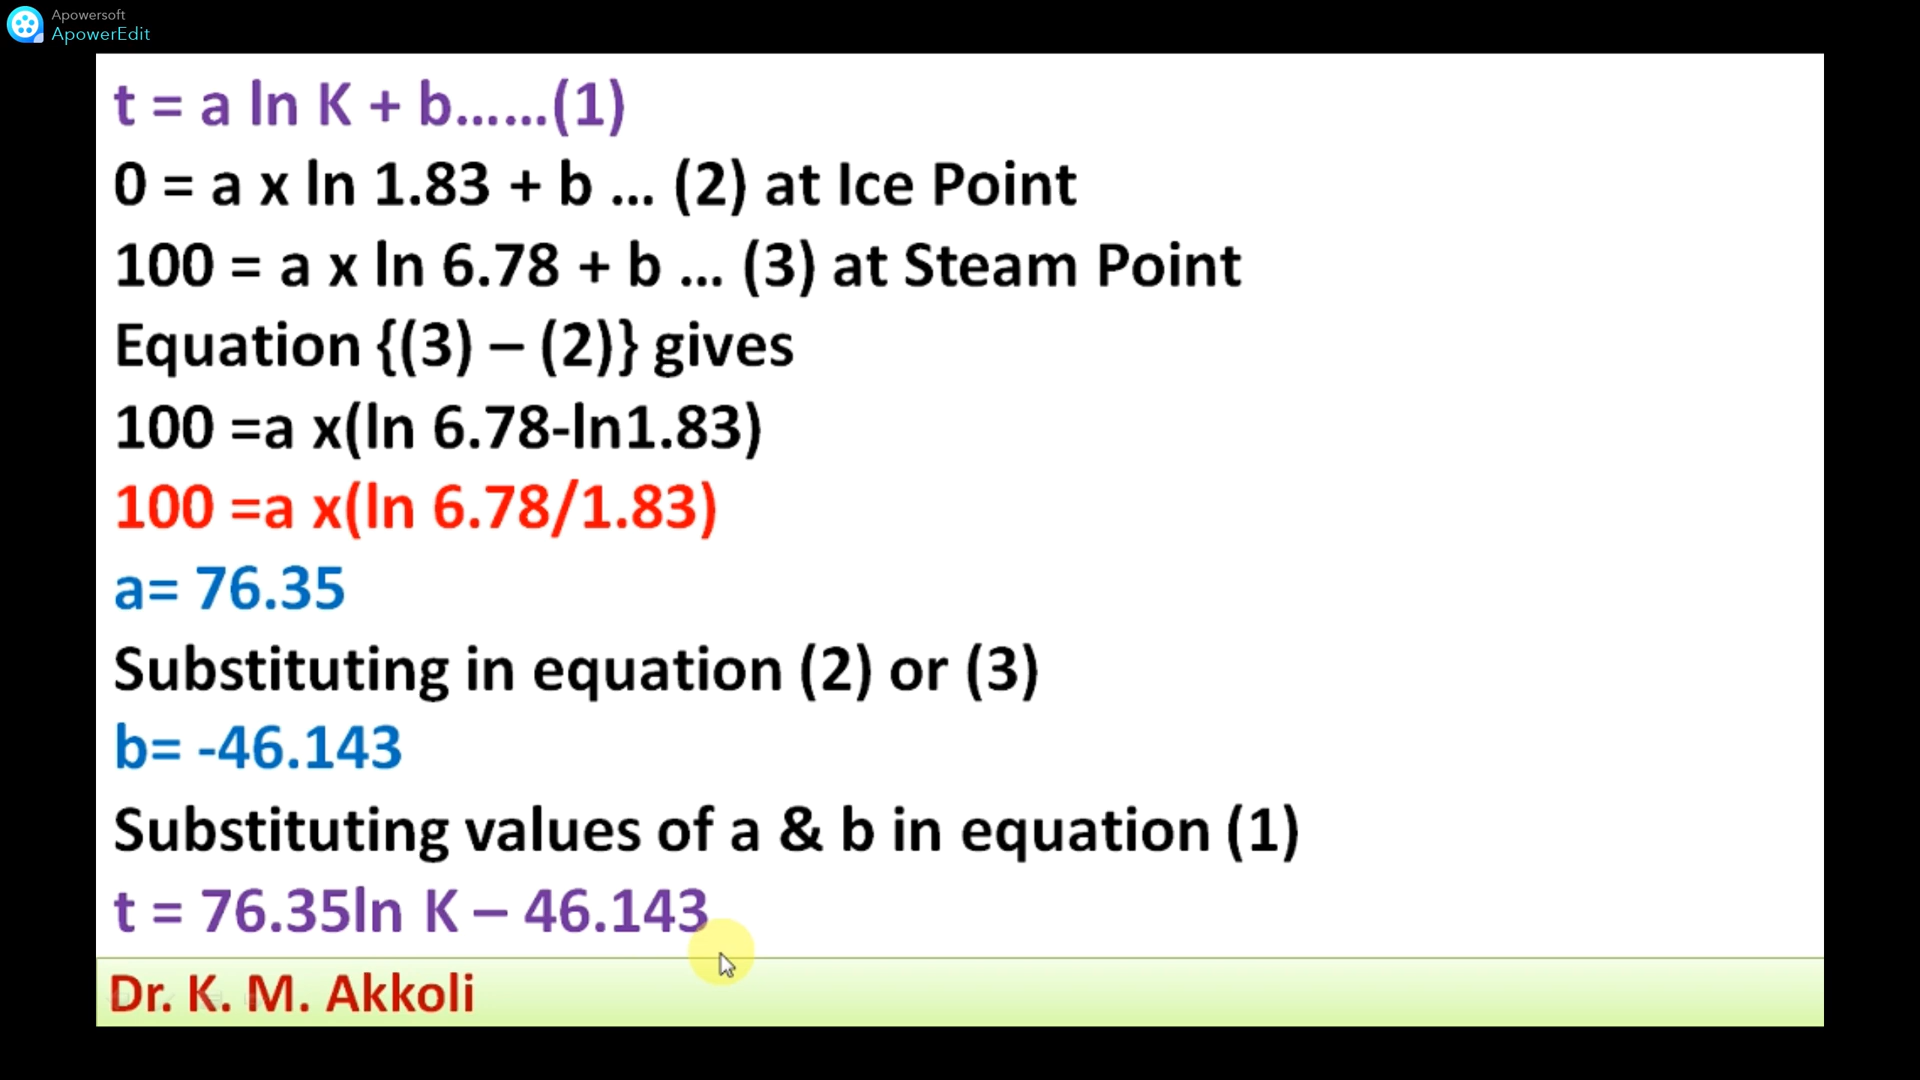 Apowersoft
ApowerEdit
t = a ln K + b......(1)
0 = a x ln 1.83 + b ... (2) at Ice Point
100 = a x ln 6.78 + b ... (3) at Steam Point
Equation {(3) – (2)} gives
100 =a x(ln 6.78-ln1.83)
100 =a x(ln 6.78/1.83)
a= 76.35
Substituting in equation (2) or (3)
b= -46.143
Substituting values of a & b in equation (1)
t = 76.35ln K – 46.143
Dr. K. M. Akkoli